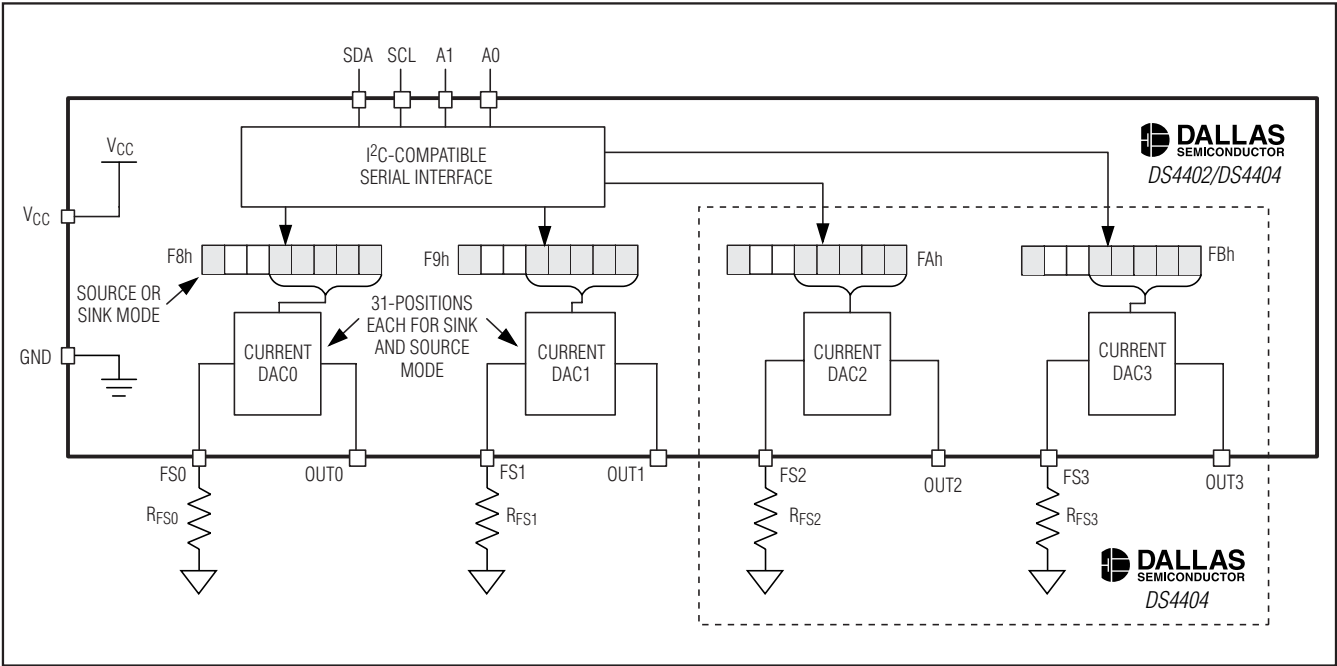 SDA SCL A1 A0
I²C-COMPATIBLE
SERIAL INTERFACE
DALLAS
SEMICONDUCTOR
DS4402/DS4404
VCC
VCC
F8h
F9h
FAh
FBh
SOURCE OR
SINK MODE
31-POSITIONS
EACH FOR SINK
AND SOURCE
MODE
GND
CURRENT
DAC0
CURRENT
DAC1
CURRENT
DAC2
CURRENT
DAC3
FS0
OUT0
FS1
OUT1
FS2
OUT2
FS3
OUT3
RFS0
RFS1
RFS2
RFS3
DALLAS
SEMICONDUCTOR
DS4404